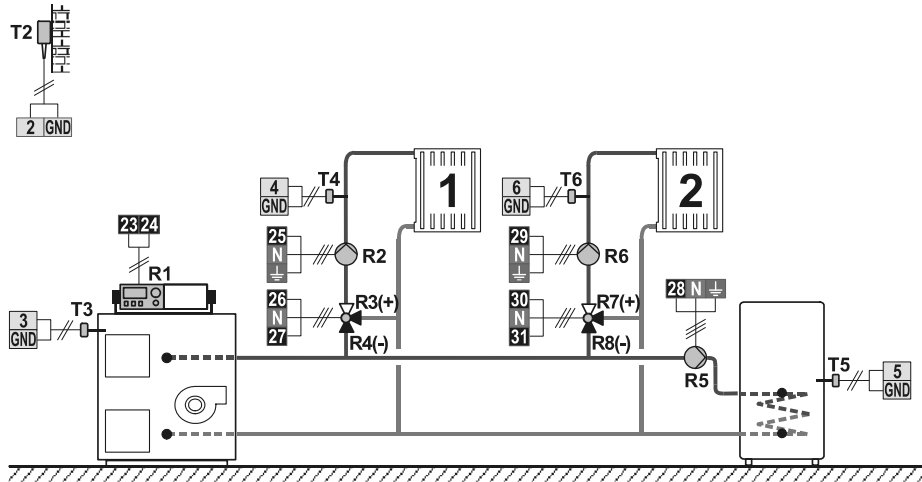 T2
2 GND
4
GND
T4
1
6
GND
T6
2
23 24
R1
25
N
R2
29
N
R6
28 N
3
GND
T3
26
N
27
R3(+)
R4(-)
30
N
31
R7(+)
R8(-)
R5
T5
5
GND